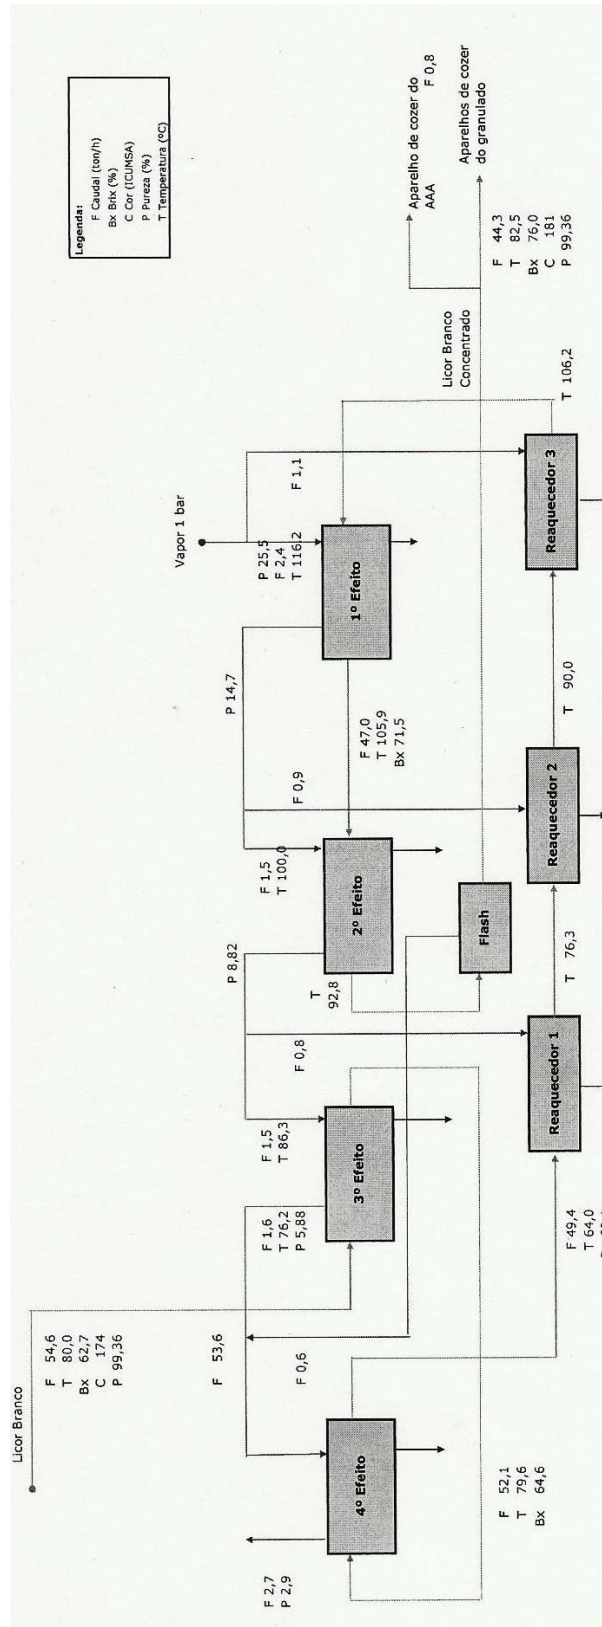 Licor Branco
F 54,6
T 80,0
Bx 62,7
C 174
P 99,36
Legenda:
F Caudal (ton/h)
Bx Brix (%)
C Cor (ICUMSA)
P Pureza (%)
T Temperatura (ºC)
Vapor 1 bar
F 53,6
P 8,82
P 14,7
F 2,7
P 2,9
F 0,6
F 1,6
T 76,2
P 5,88
F 1,5
T 86,3
F 0,8
F 1,5
T 100,0
F 0,9
P 25,5
F 2,4
T 116,2
F 1,1
4º Efeito
3º Efeito
2º Efeito
1º Efeito
T
92,8
F 47,0
T 105,9
Bx 71,5
Licor Branco
Concentrado
Aparelho de cozer do
AAA
F 0,8
Aparelhos de cozer
do granulado
Flash
F 52,1
T 79,6
Bx 64,6
F 44,3
T 82,5
Bx 76,0
C 181
P 99,36
Reaquecedor 1
Reaquecedor 2
Reaquecedor 3
F 49,4
T 64,0
T 76,3
T 90,0
T 106,2